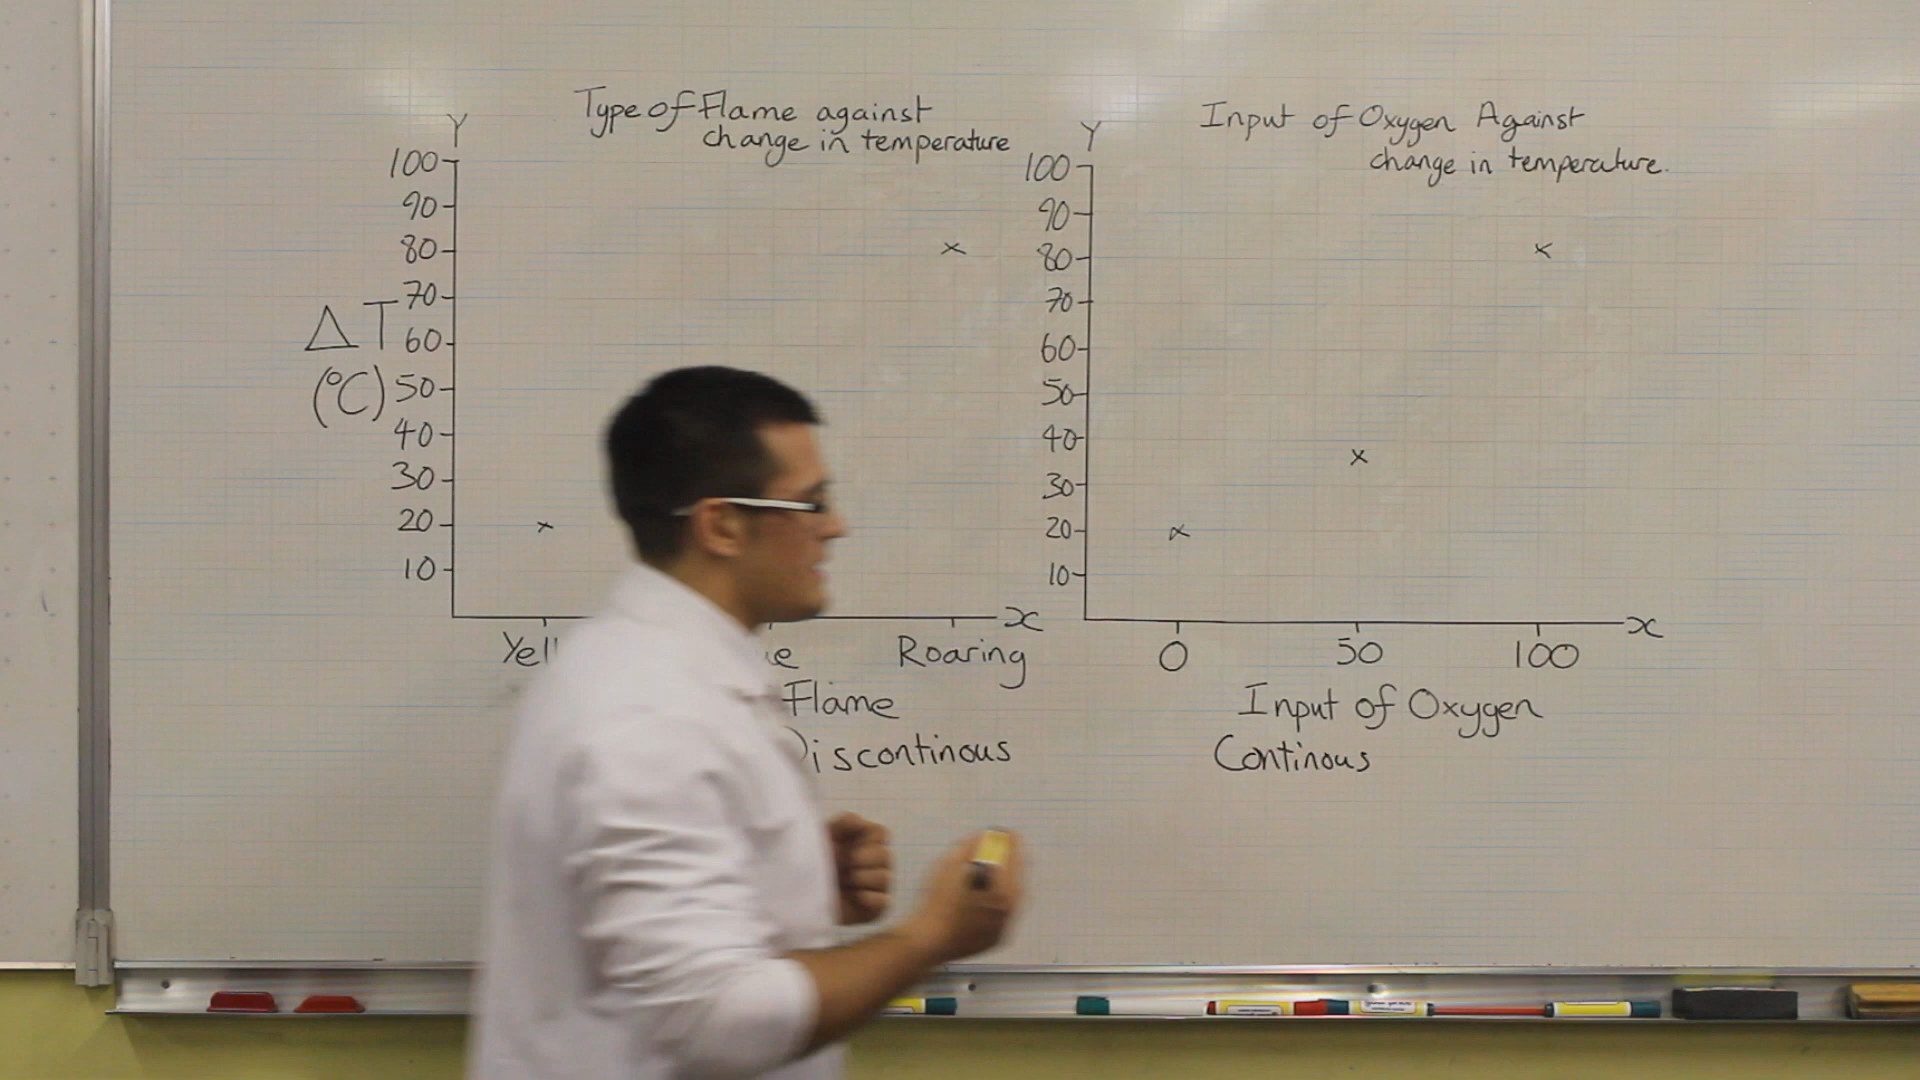 Type of Flame against
change in temperature
Y
100
90
80
70
60
50
40
30
20
10
ΔT
(°C)
x
Roaring
Flame
Discontinous
Input of Oxygen Against
change in temperature.
Y
100
90
80
70
60
50
40
30
20
10
x
0 50 100
Input of Oxygen
Continous